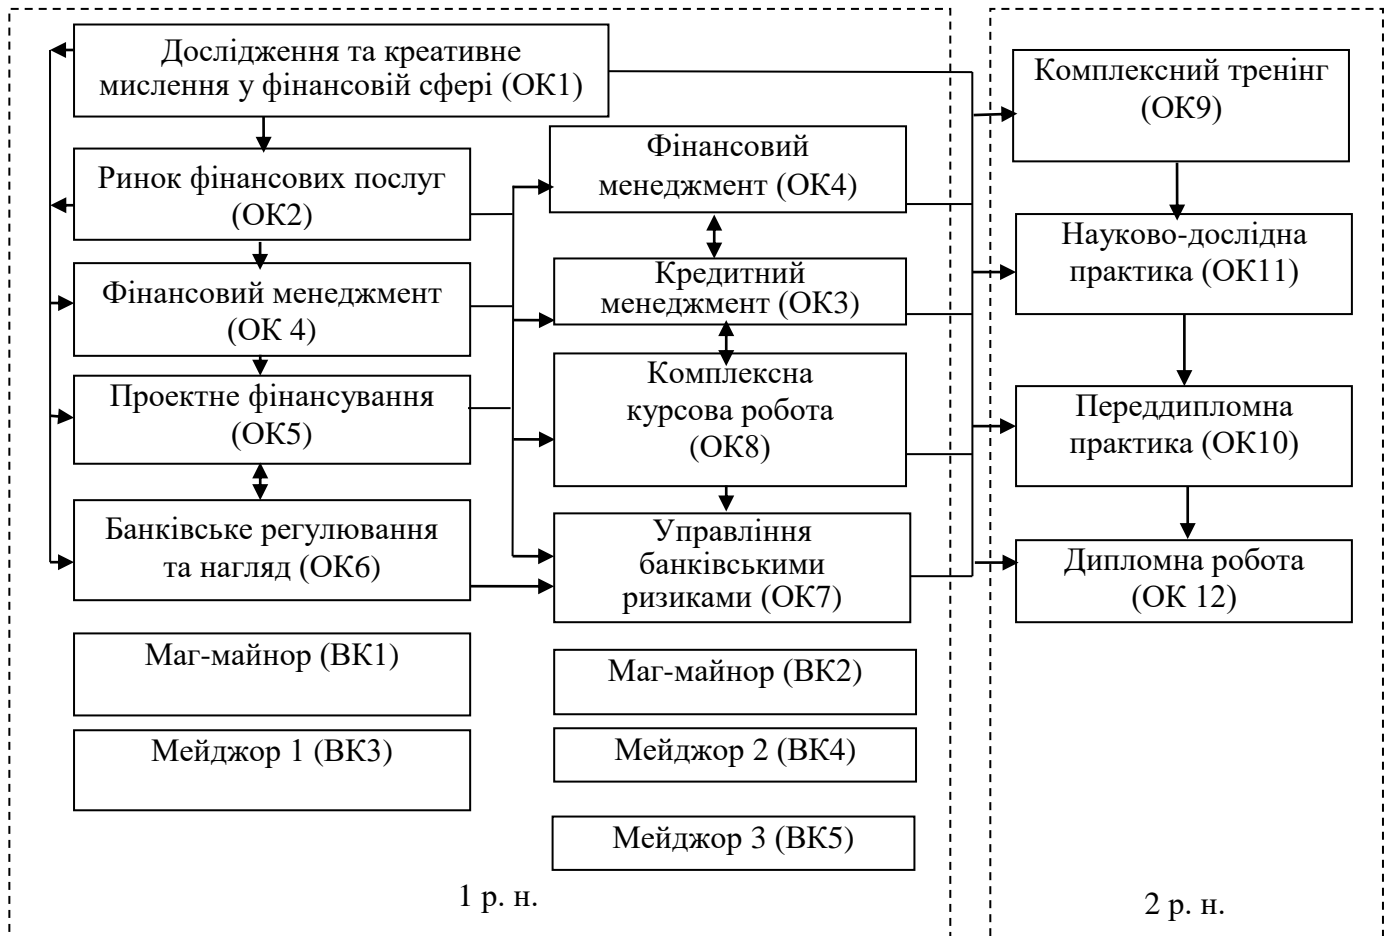 Дослідження та креативне
мислення у фінансовій сфері (ОК1)
Ринок фінансових послуг
(ОК2)
Фінансовий менеджмент
(ОК 4)
Проектне фінансування
(ОК5)
Банківське регулювання
та нагляд (ОК6)
Маг-майнор (ВК1)
Мейджор 1 (ВК3)
Фінансовий
менеджмент (ОК4)
Кредитний
менеджмент (ОК3)
Комплексна
курсова робота
(ОК8)
Управління
банківськими
ризиками (ОК7)
Маг-майнор (ВК2)
Мейджор 2 (ВК4)
Мейджор 3 (ВК5)
1 р. н.
Комплексний тренінг
(ОК9)
Науково-дослідна
практика (ОК11)
Переддипломна
практика (ОК10)
Дипломна робота
(ОК 12)
2 р. н.